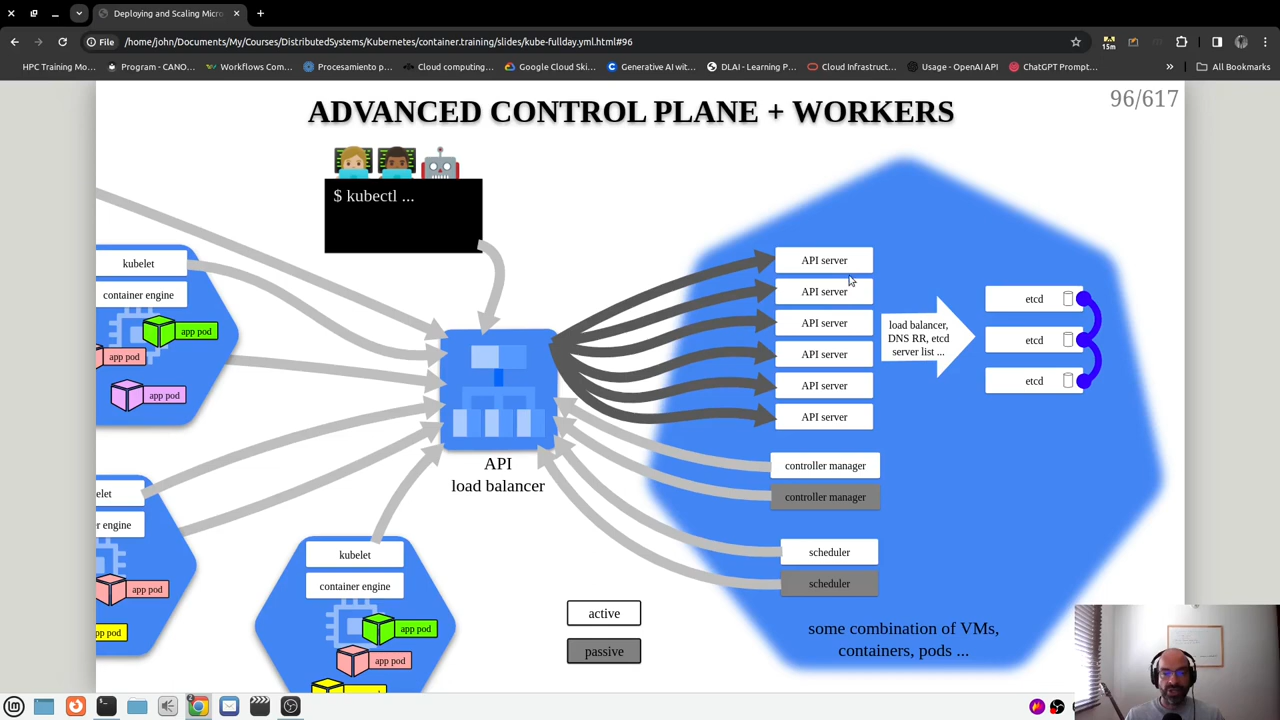 Deploying and Scaling Micro
File
/home/john/Documents/My/Courses/DistributedSystems/Kubernetes/container.training/slides/kube-fullday.yml.html#96
15m
HPC Training Mo...
Program - CANO...
Workflows Com...
Procesamiento p...
Cloud computing...
Google Cloud Ski...
Generative AI wit...
DLAI - Learning P...
Cloud Infrastruct...
Usage - OpenAI API
ChatGPT Prompt...
»
All Bookmarks
96/617
ADVANCED CONTROL PLANE + WORKERS
$ kubectl ...
kubelet
container engine
app pod
app pod
app pod
elet
er engine
app pod
pp pod
kubelet
container engine
app pod
app pod
API
load balancer
API server
API server
API server
API server
API server
API server
load balancer,
DNS RR, etcd
server list ...
etcd
etcd
etcd
controller manager
controller manager
scheduler
scheduler
active
passive
some combination of VMs,
containers, pods ...
2